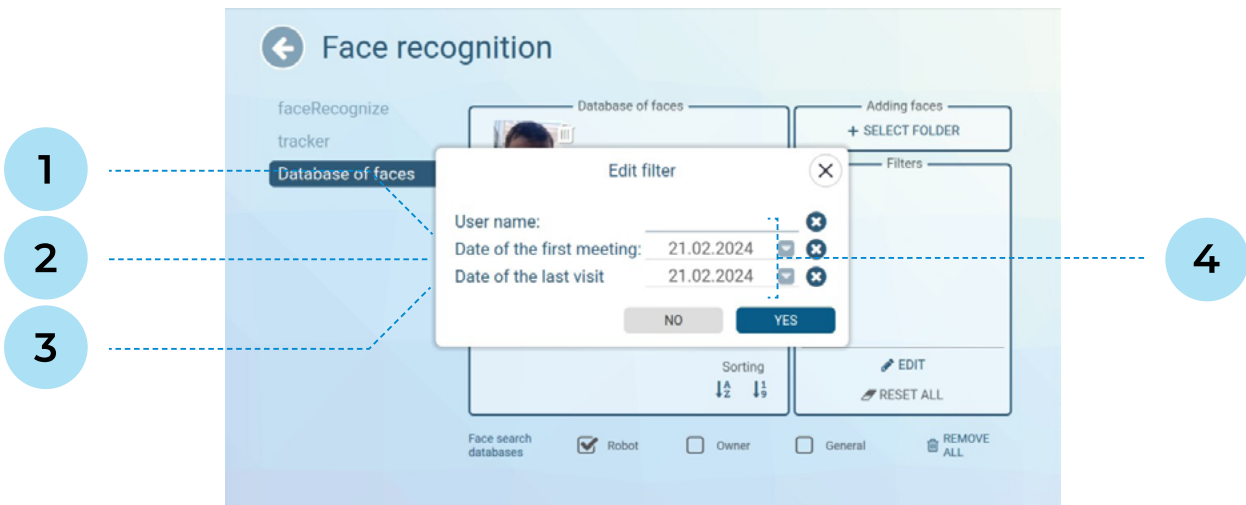 Face recognition
faceRecognize
tracker
Database of faces
Database of faces
Adding faces
+ SELECT FOLDER
Filters
Edit filter
User name:
Date of the first meeting: 21.02.2024
Date of the last visit 21.02.2024
NO YES
Sorting
A
Z
1
9
EDIT
RESET ALL
Face search
databases
Robot
Owner
General
REMOVE
ALL
1
2
3
4